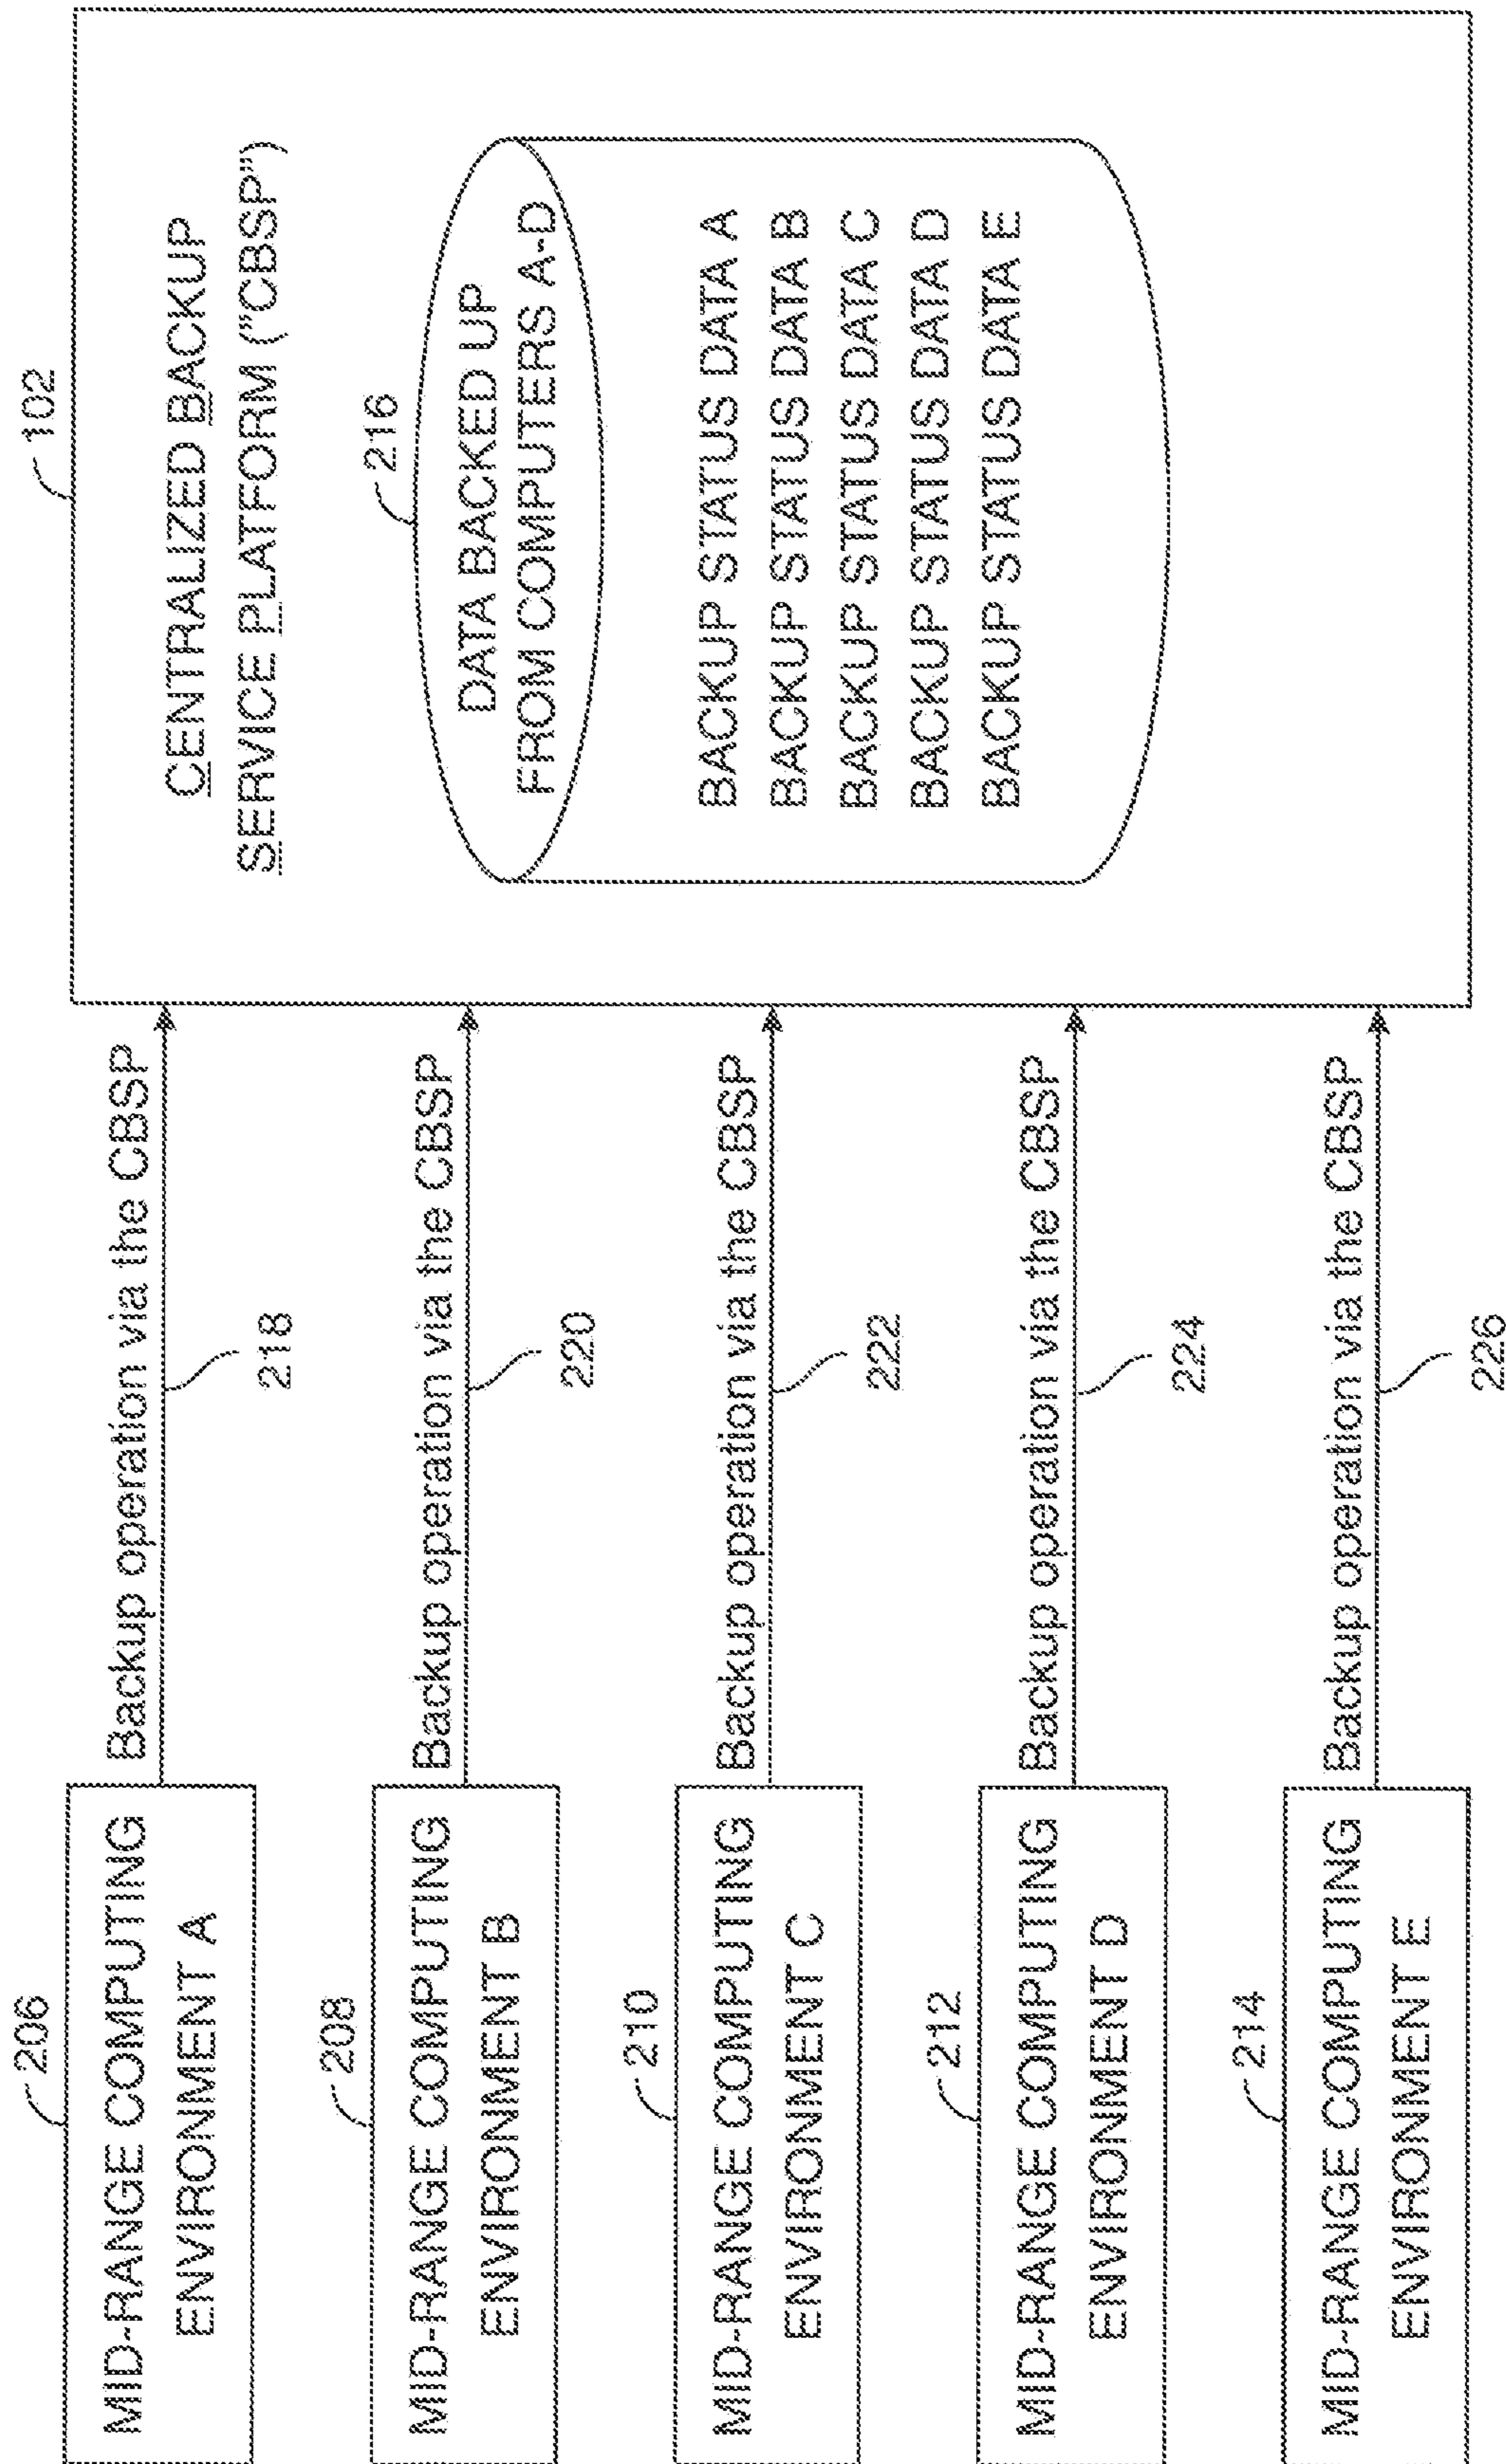 206
MID-RANGE COMPUTING
ENVIRONMENT A
Backup operation via the CBSP
218
208
MID-RANGE COMPUTING
ENVIRONMENT B
Backup operation via the CBSP
220
210
MID-RANGE COMPUTING
ENVIRONMENT C
Backup operation via the CBSP
222
212
MID-RANGE COMPUTING
ENVIRONMENT D
Backup operation via the CBSP
224
214
MID-RANGE COMPUTING
ENVIRONMENT E
Backup operation via the CBSP
226
102
CENTRALIZED BACKUP
SERVICE PLATFORM ("CBSP")
216
DATA BACKED UP
FROM COMPUTERS A-D
BACKUP STATUS DATA A
BACKUP STATUS DATA B
BACKUP STATUS DATA C
BACKUP STATUS DATA D
BACKUP STATUS DATA E